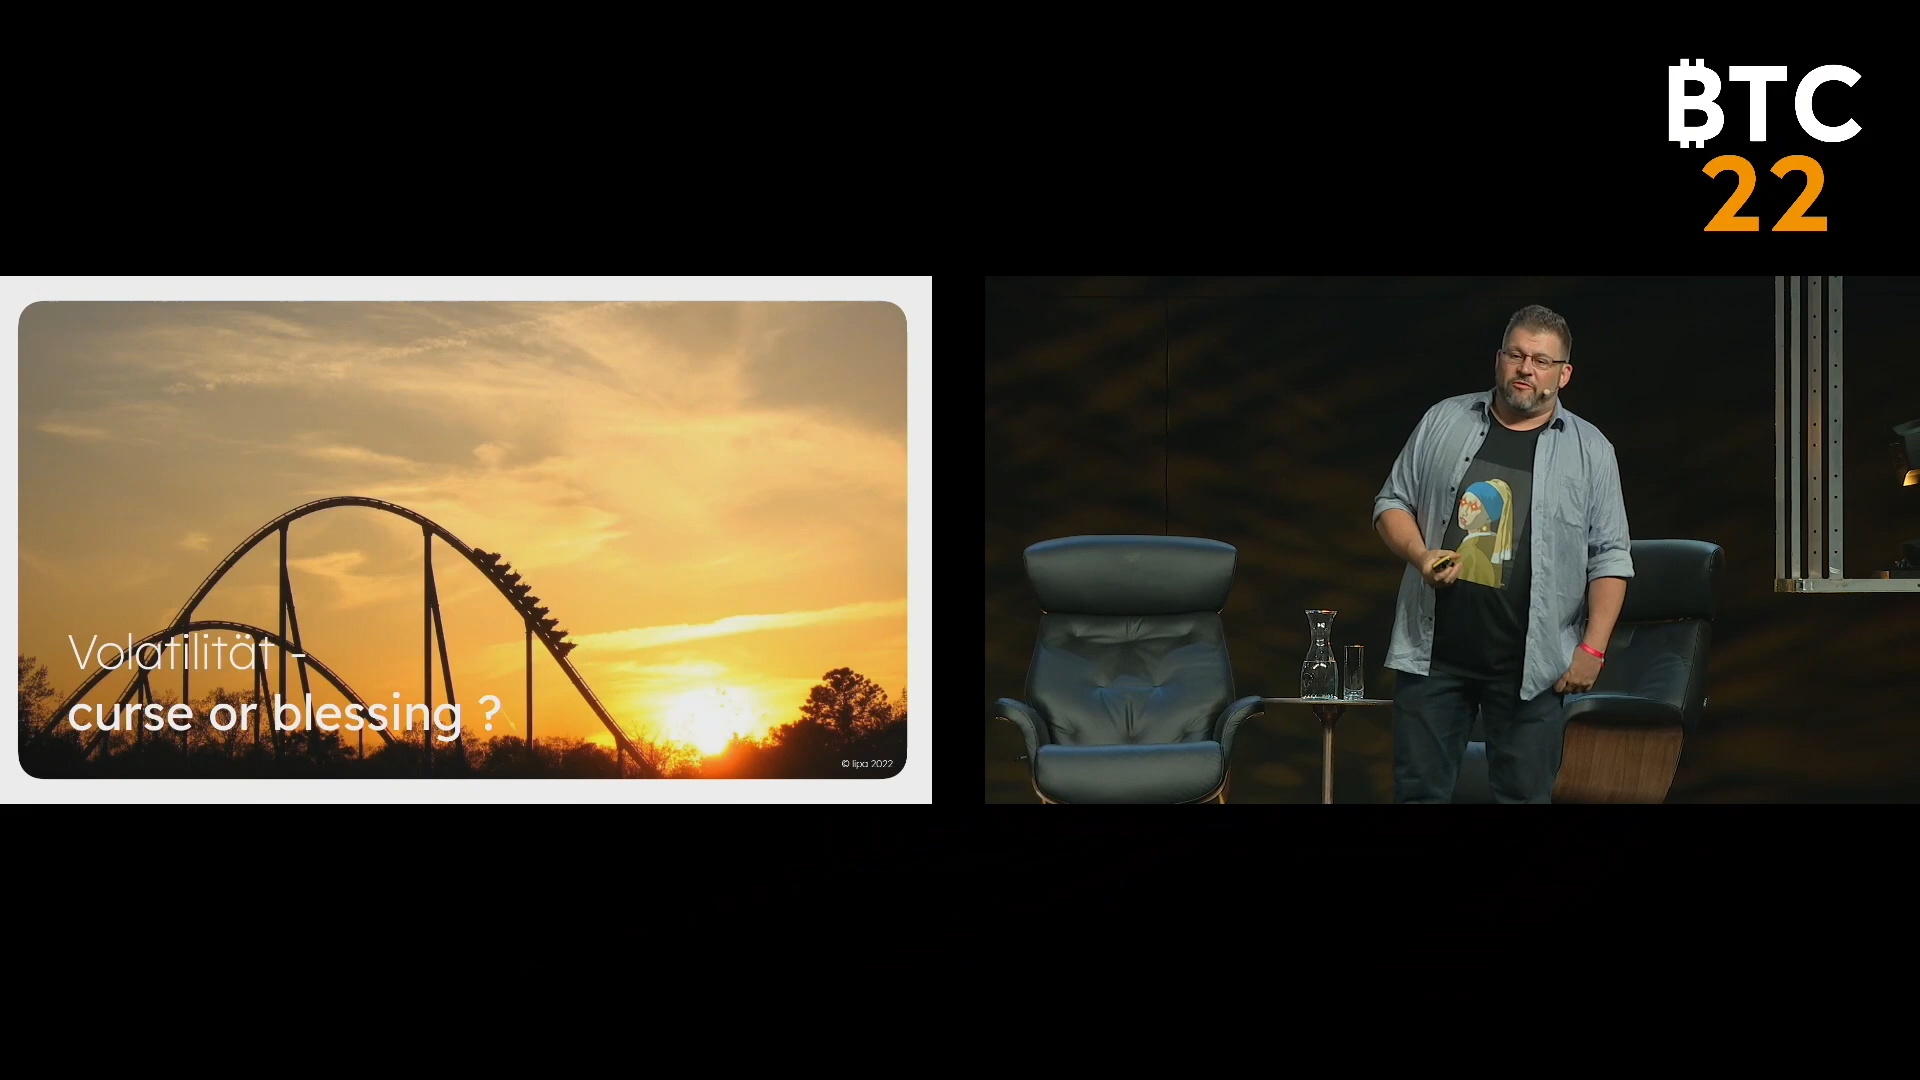 BTC
22
Volatilität -
curse or blessing ?
© lipa 2022